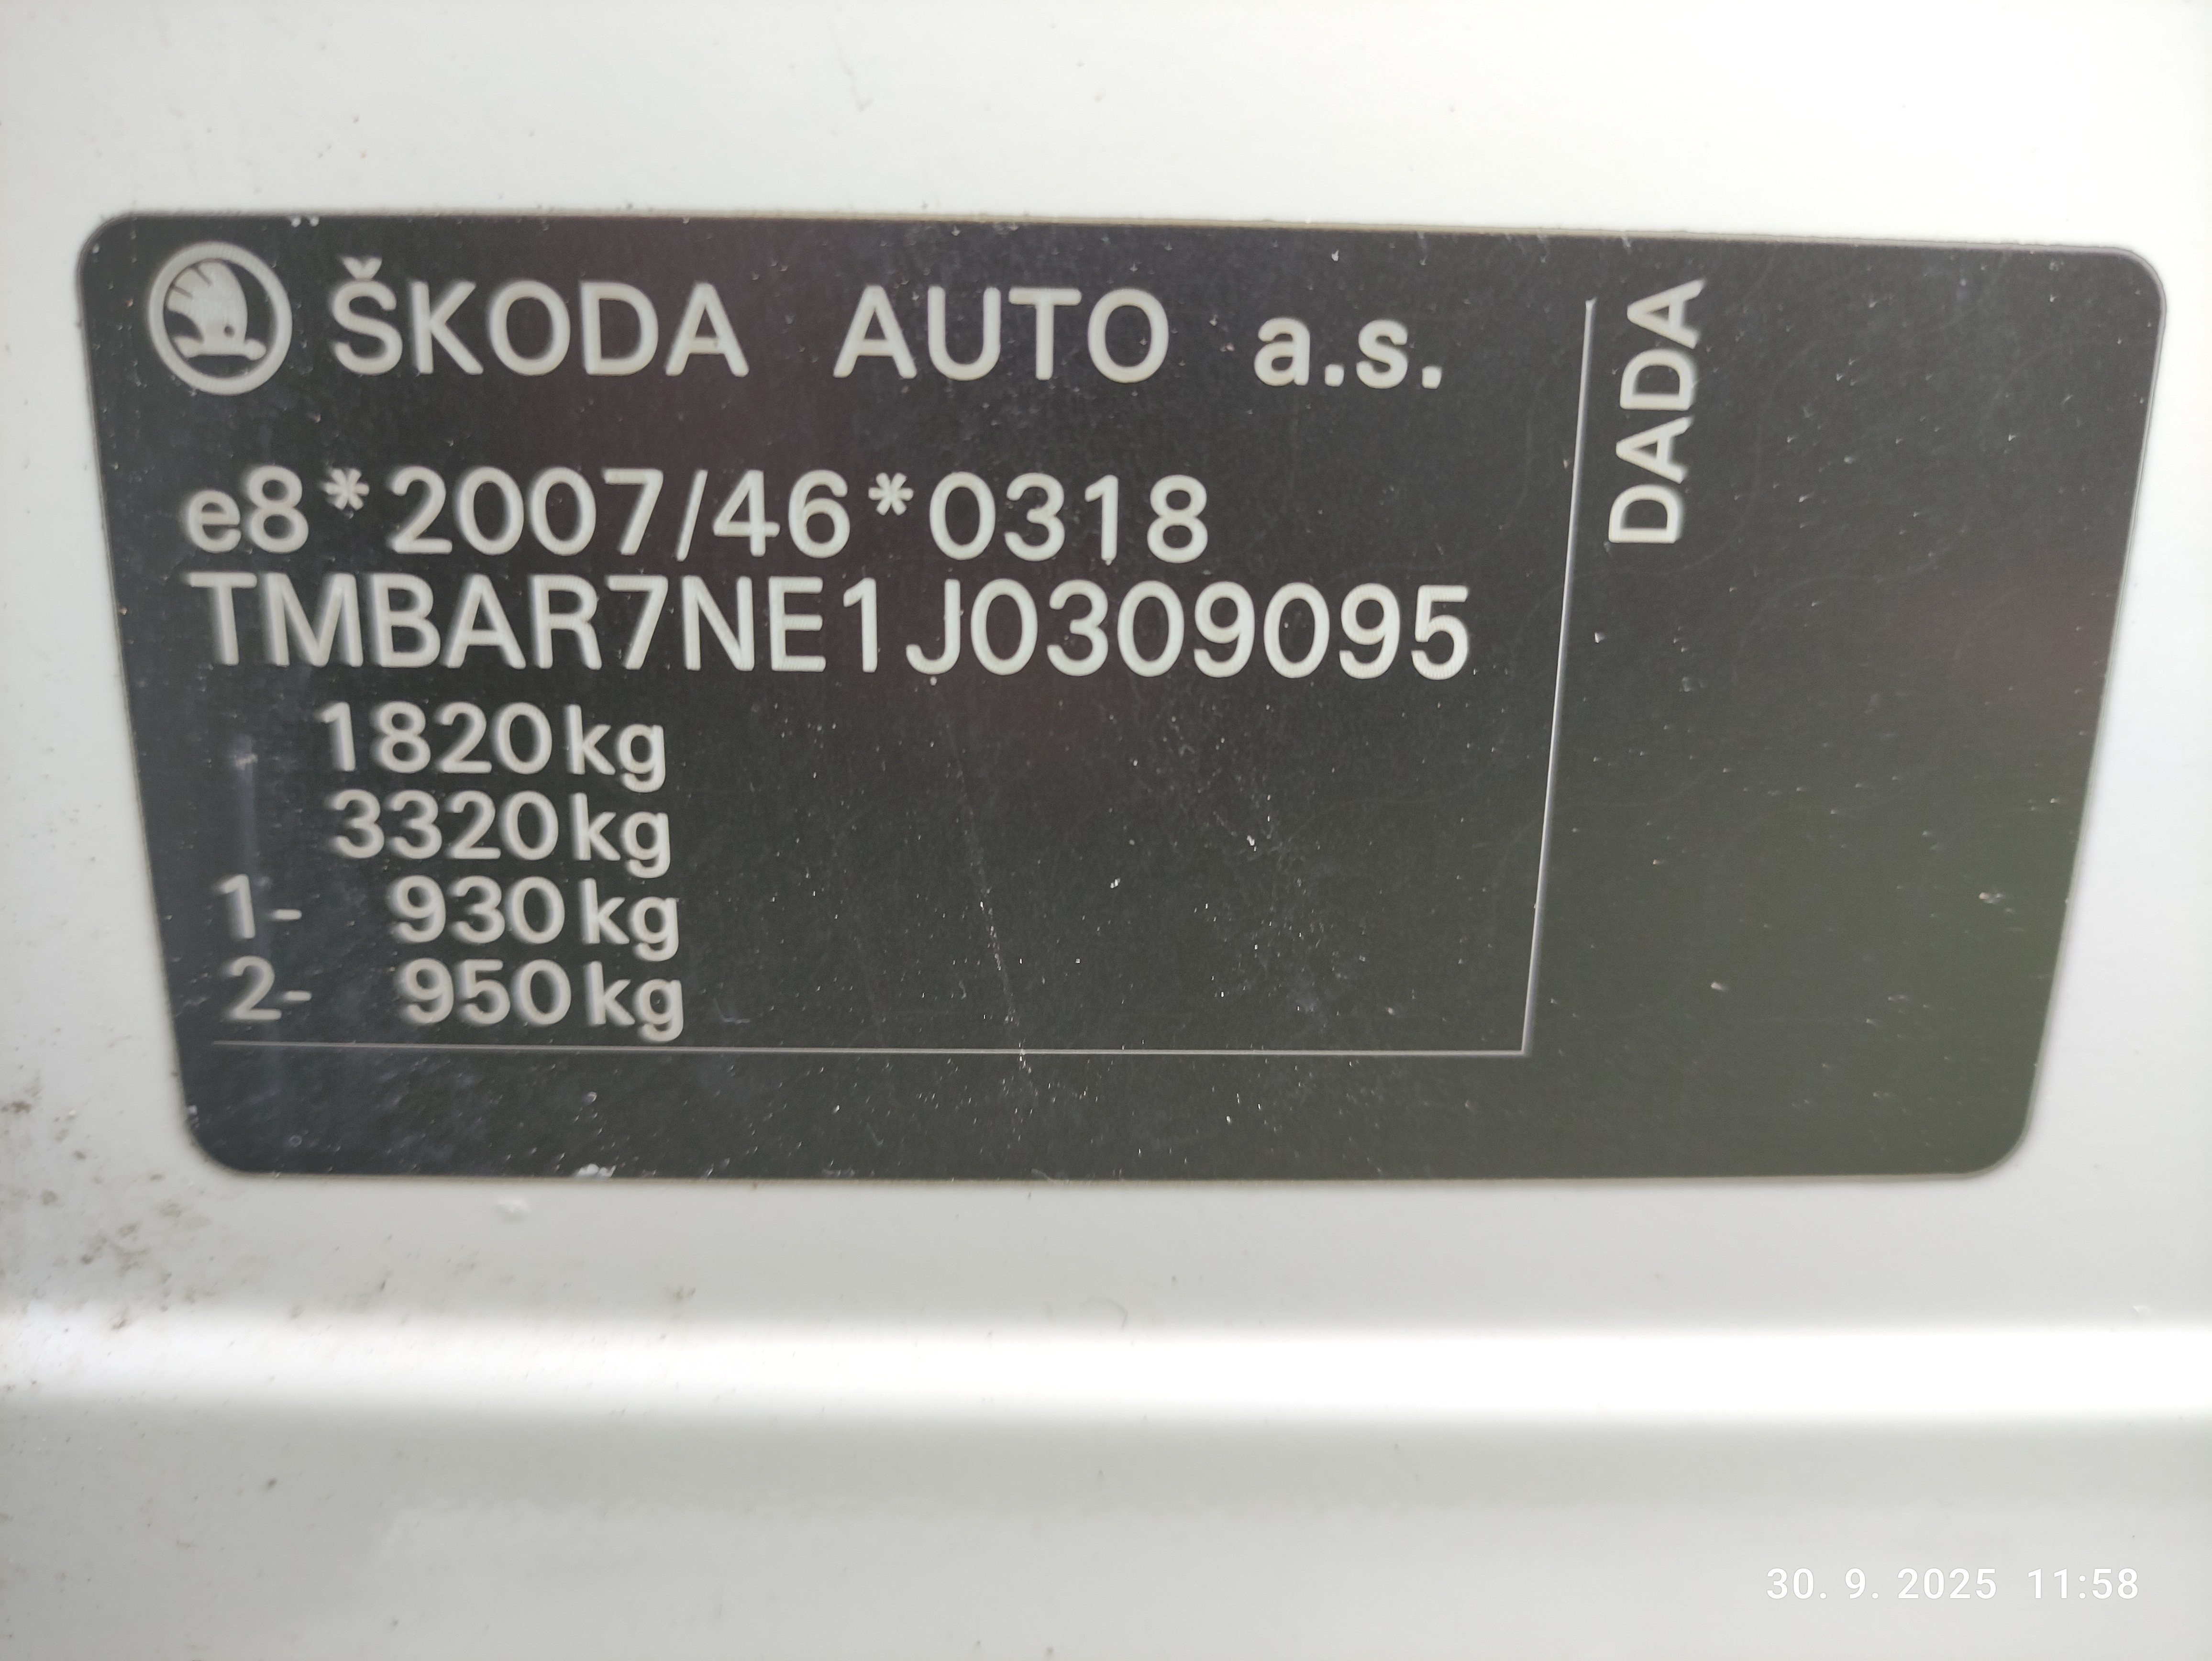 ŠKODA AUTO a.s.
e8*2007/46*0318
TMBAR7NE1J0309095
1820kg
3320kg
1- 930kg
2- 950kg
DADA
30. 9. 2025 11:58